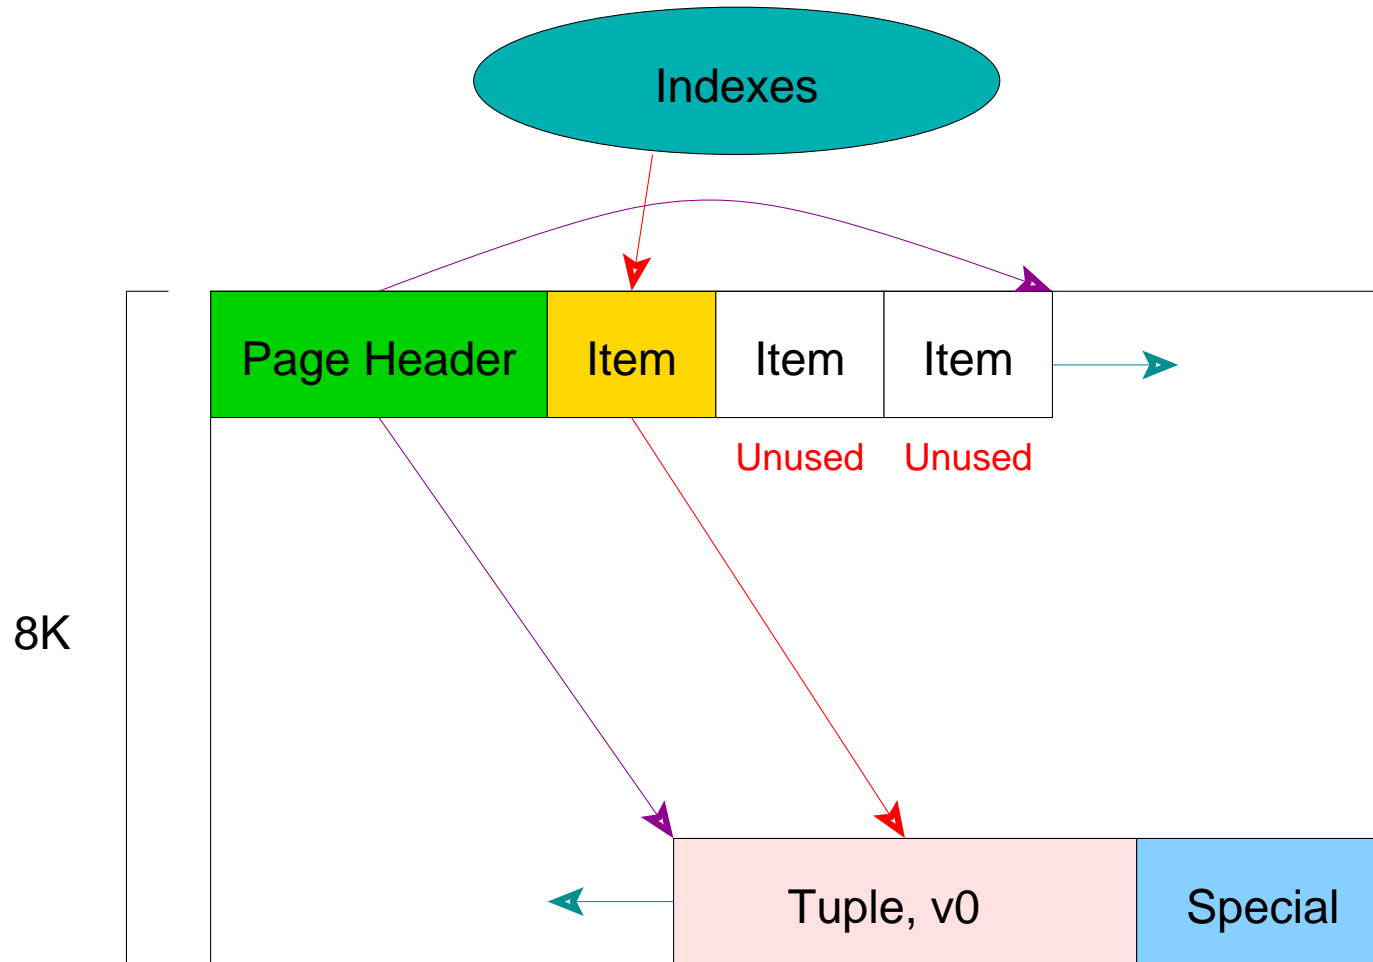 Indexes
Page Header
Item
Item
Item
Unused
Unused
8K
Tuple, v0
Special